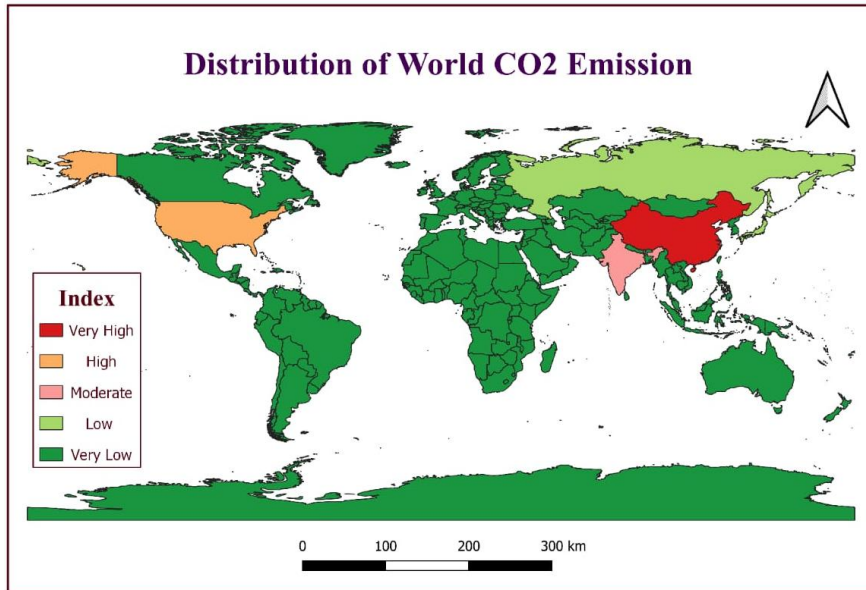 Distribution of World CO2 Emission
Index
Very High
High
Moderate
Low
Very Low
0 100 200 300 km